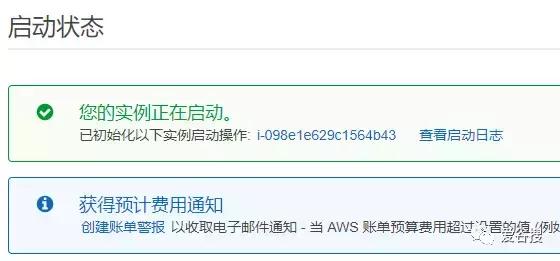 启动状态
您的实例正在启动。
已初始化以下实例启动操作: i-098e1e629c1564b43 查看启动日志
获得预计费用通知
创建账单警报 以收取电子邮件通知 - 当 AWS 账单预算费用超过设置的值(例如
爱谷搜